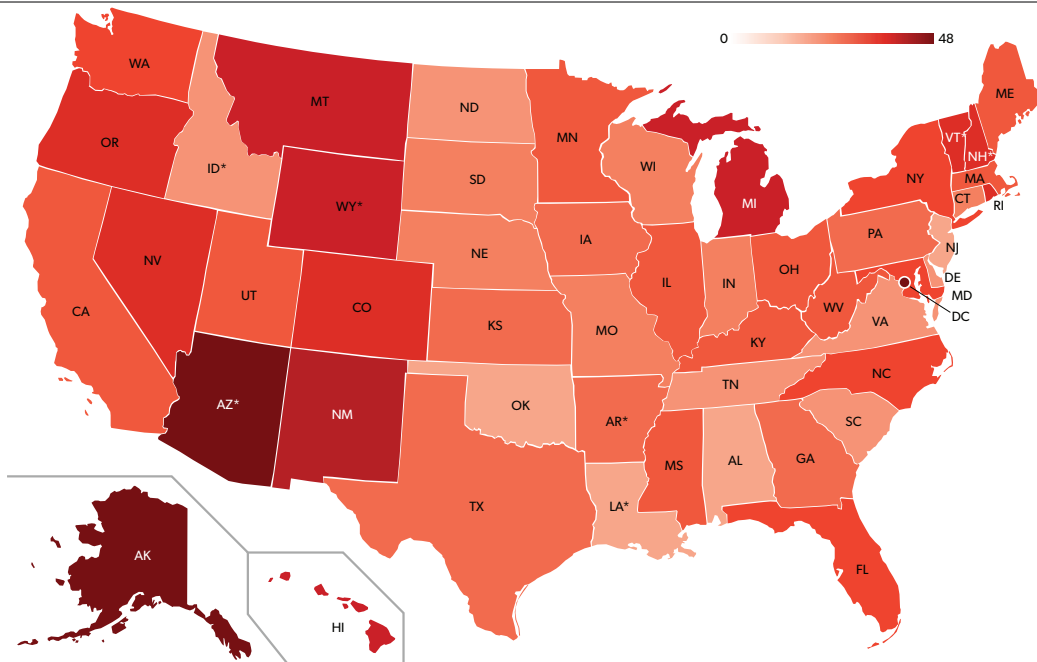 0 48
WA
ME
MT
ND
MN
VT*
OR
NH*
WI
ID*
SD
NY
MA
CT
WY*
MI
RI
PA
IA
NJ
NE
NV
OH
DE
IL
IN
UT
MD
CO
WV
CA
DC
VA
KS
MO
KY
NC
TN
AZ*
OK
NM
AR*
SC
GA
AL
MS
TX
LA*
AK
FL
HI